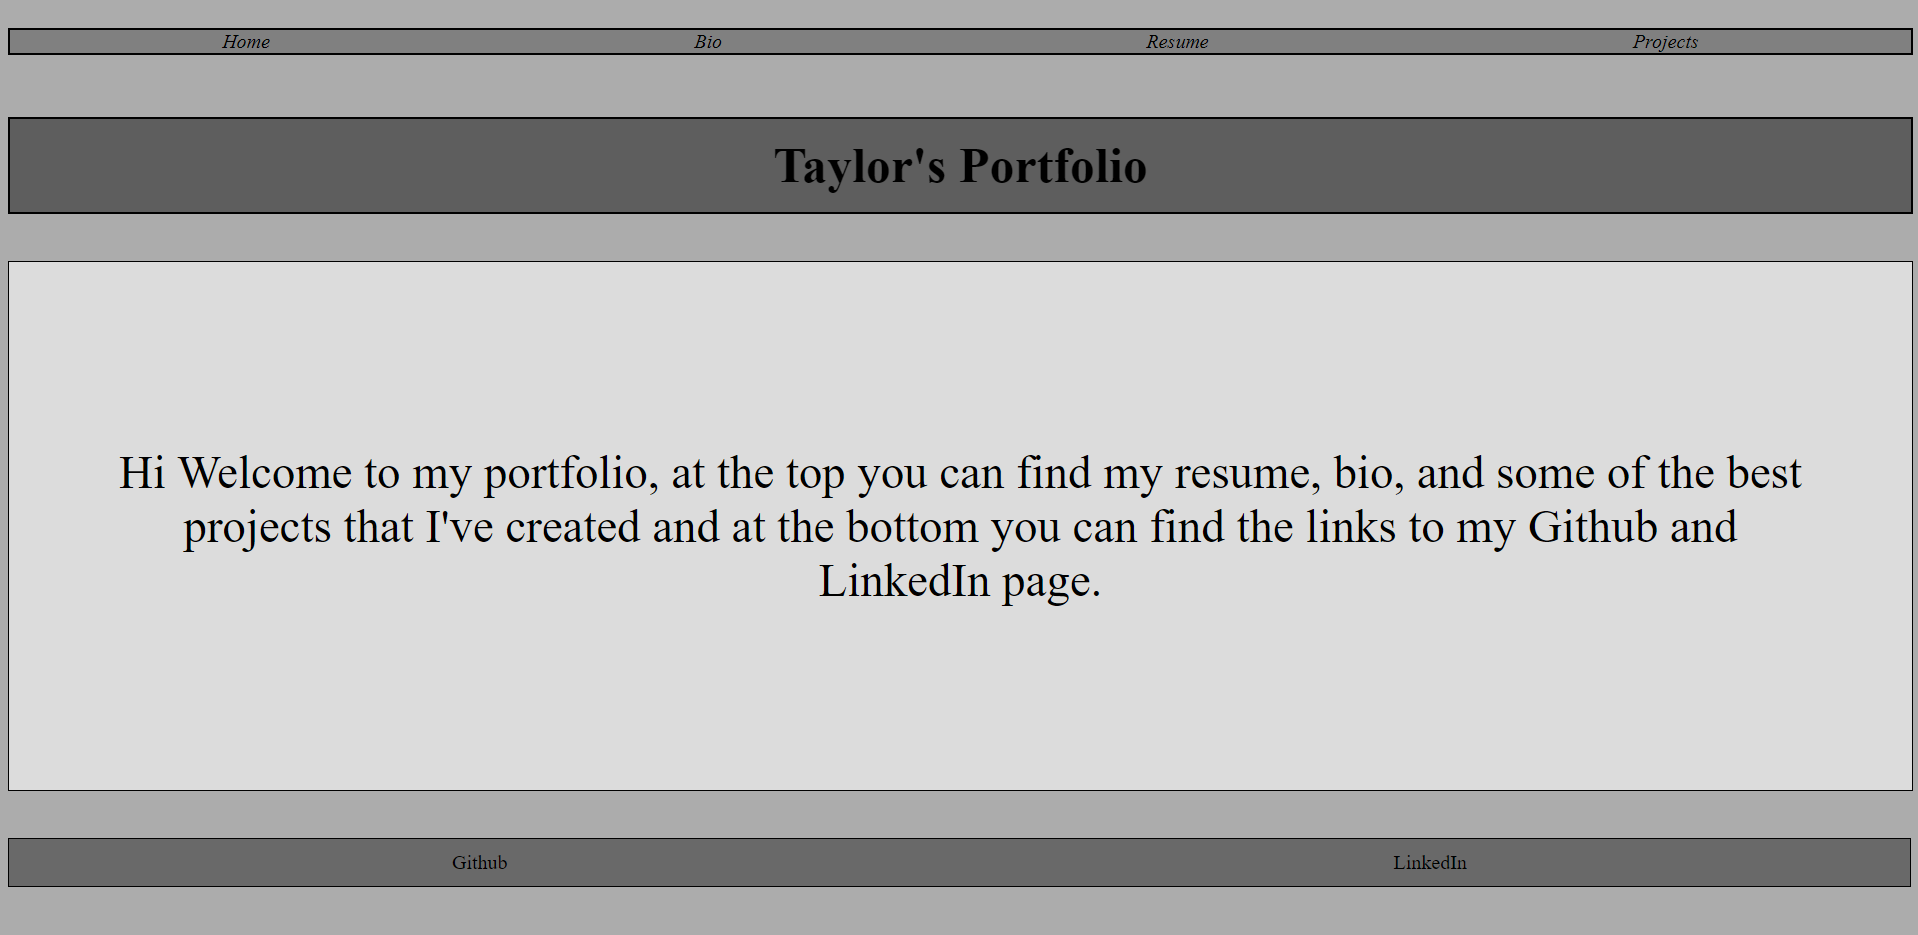 Home Bio Resume Projects
Taylor's Portfolio
Hi Welcome to my portfolio, at the top you can find my resume, bio, and some of the best
projects that I've created and at the bottom you can find the links to my Github and
LinkedIn page.
Github LinkedIn